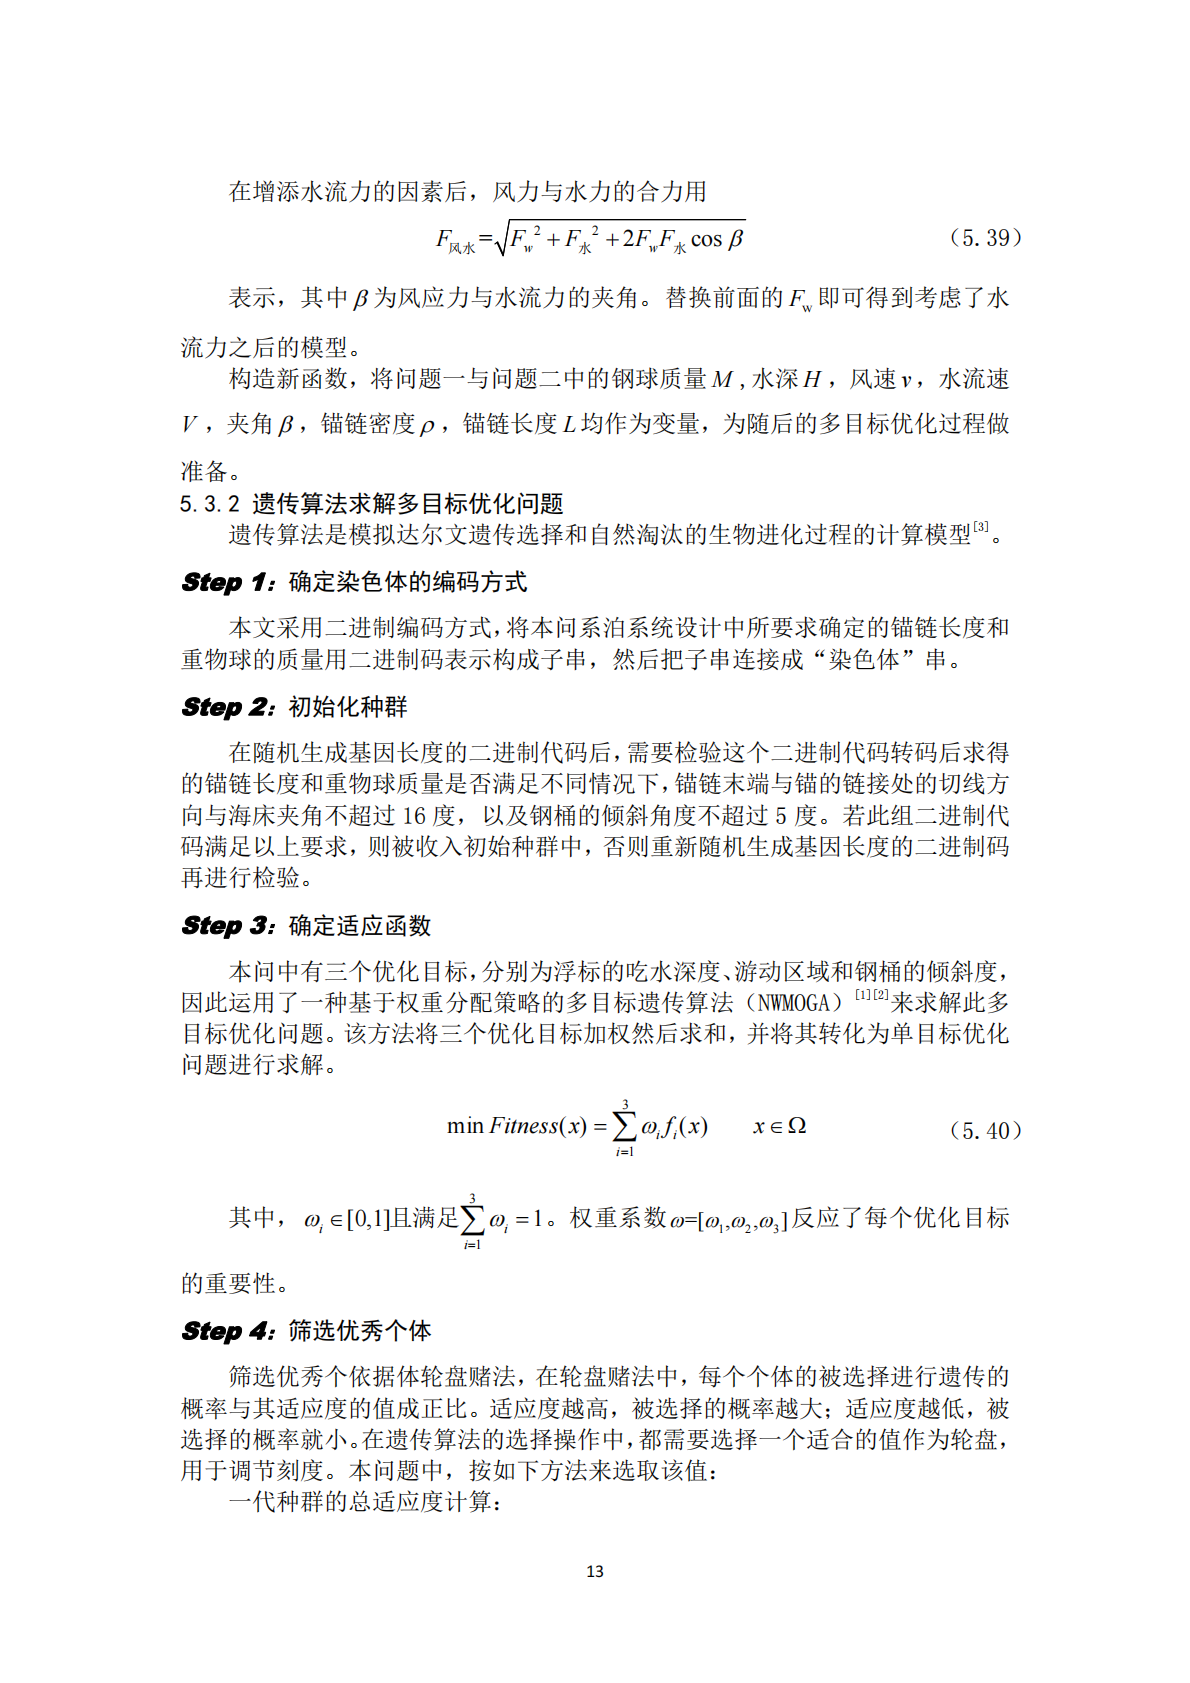 在增添水流力的因素后，风力与水力的合力用
F风水=√(F_w²+F水²+2F_wF水 cos β) （5.39）
表示，其中β为风应力与水流力的夹角。替换前面的F_w即可得到考虑了水
流力之后的模型。
构造新函数，将问题一与问题二中的钢球质量M,水深H，风速v，水流速
V，夹角β，锚链密度ρ，锚链长度L均作为变量，为随后的多目标优化过程做
准备。
5.3.2 遗传算法求解多目标优化问题
遗传算法是模拟达尔文遗传选择和自然淘汰的生物进化过程的计算模型[3]。
Step 1：确定染色体的编码方式
本文采用二进制编码方式，将本问系泊系统设计中所要求确定的锚链长度和
重物球的质量用二进制码表示构成子串，然后把子串连接成“染色体”串。
Step 2：初始化种群
在随机生成基因长度的二进制代码后，需要检验这个二进制代码转码后求得
的锚链长度和重物球质量是否满足不同情况下，锚链末端与锚的链接处的切线方
向与海床夹角不超过 16 度，以及钢桶的倾斜角度不超过 5 度。若此组二进制代
码满足以上要求，则被收入初始种群中，否则重新随机生成基因长度的二进制码
再进行检验。
Step 3：确定适应函数
本问中有三个优化目标，分别为浮标的吃水深度、游动区域和钢桶的倾斜度，
因此运用了一种基于权重分配策略的多目标遗传算法（NWMOGA）[1][2]来求解此多
目标优化问题。该方法将三个优化目标加权然后求和，并将其转化为单目标优化
问题进行求解。
min Fitness(x) = ∑_{i=1}^{3} ω_i f_i(x) x∈Ω （5.40）
其中，ω_i∈[0,1]且满足∑_{i=1}^{3} ω_i = 1。权重系数ω=[ω₁,ω₂,ω₃]反应了每个优化目标
的重要性。
Step 4：筛选优秀个体
筛选优秀个依据体轮盘赌法，在轮盘赌法中，每个个体的被选择进行遗传的
概率与其适应度的值成正比。适应度越高，被选择的概率越大；适应度越低，被
选择的概率就小。在遗传算法的选择操作中，都需要选择一个适合的值作为轮盘，
用于调节刻度。本问题中，按如下方法来选取该值：
一代种群的总适应度计算：
13